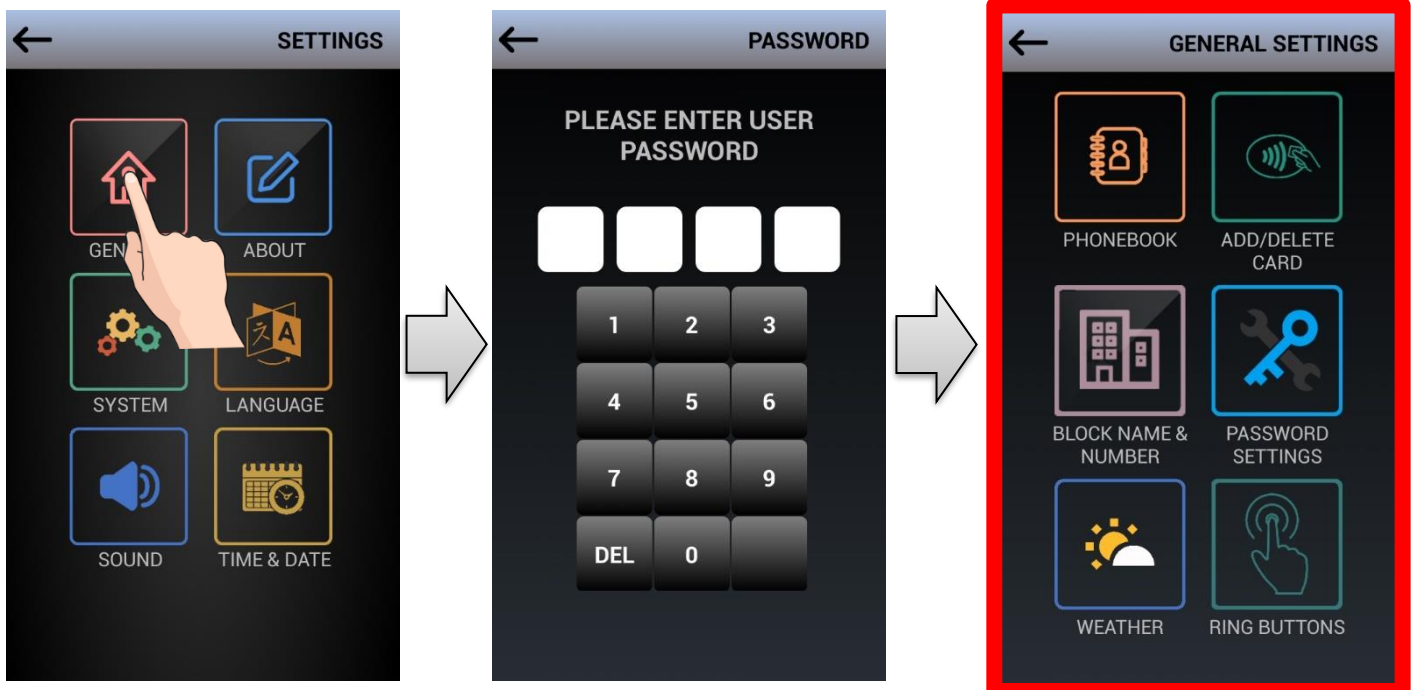 SETTINGS
GEN
ABOUT
SYSTEM
LANGUAGE
SOUND
TIME & DATE
PASSWORD
PLEASE ENTER USER
PASSWORD
1 2 3
4 5 6
7 8 9
DEL 0
GENERAL SETTINGS
PHONEBOOK
ADD/DELETE
CARD
BLOCK NAME &
NUMBER
PASSWORD
SETTINGS
WEATHER
RING BUTTONS